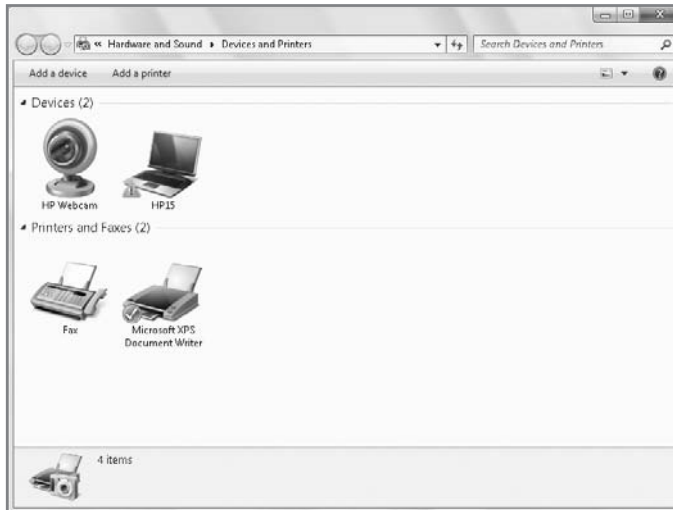 « Hardware and Sound ▸ Devices and Printers
Search Devices and Printers
Add a device Add a printer
Devices (2)
HP Webcam HP15
Printers and Faxes (2)
Fax Microsoft XPS
Document Writer
4 items